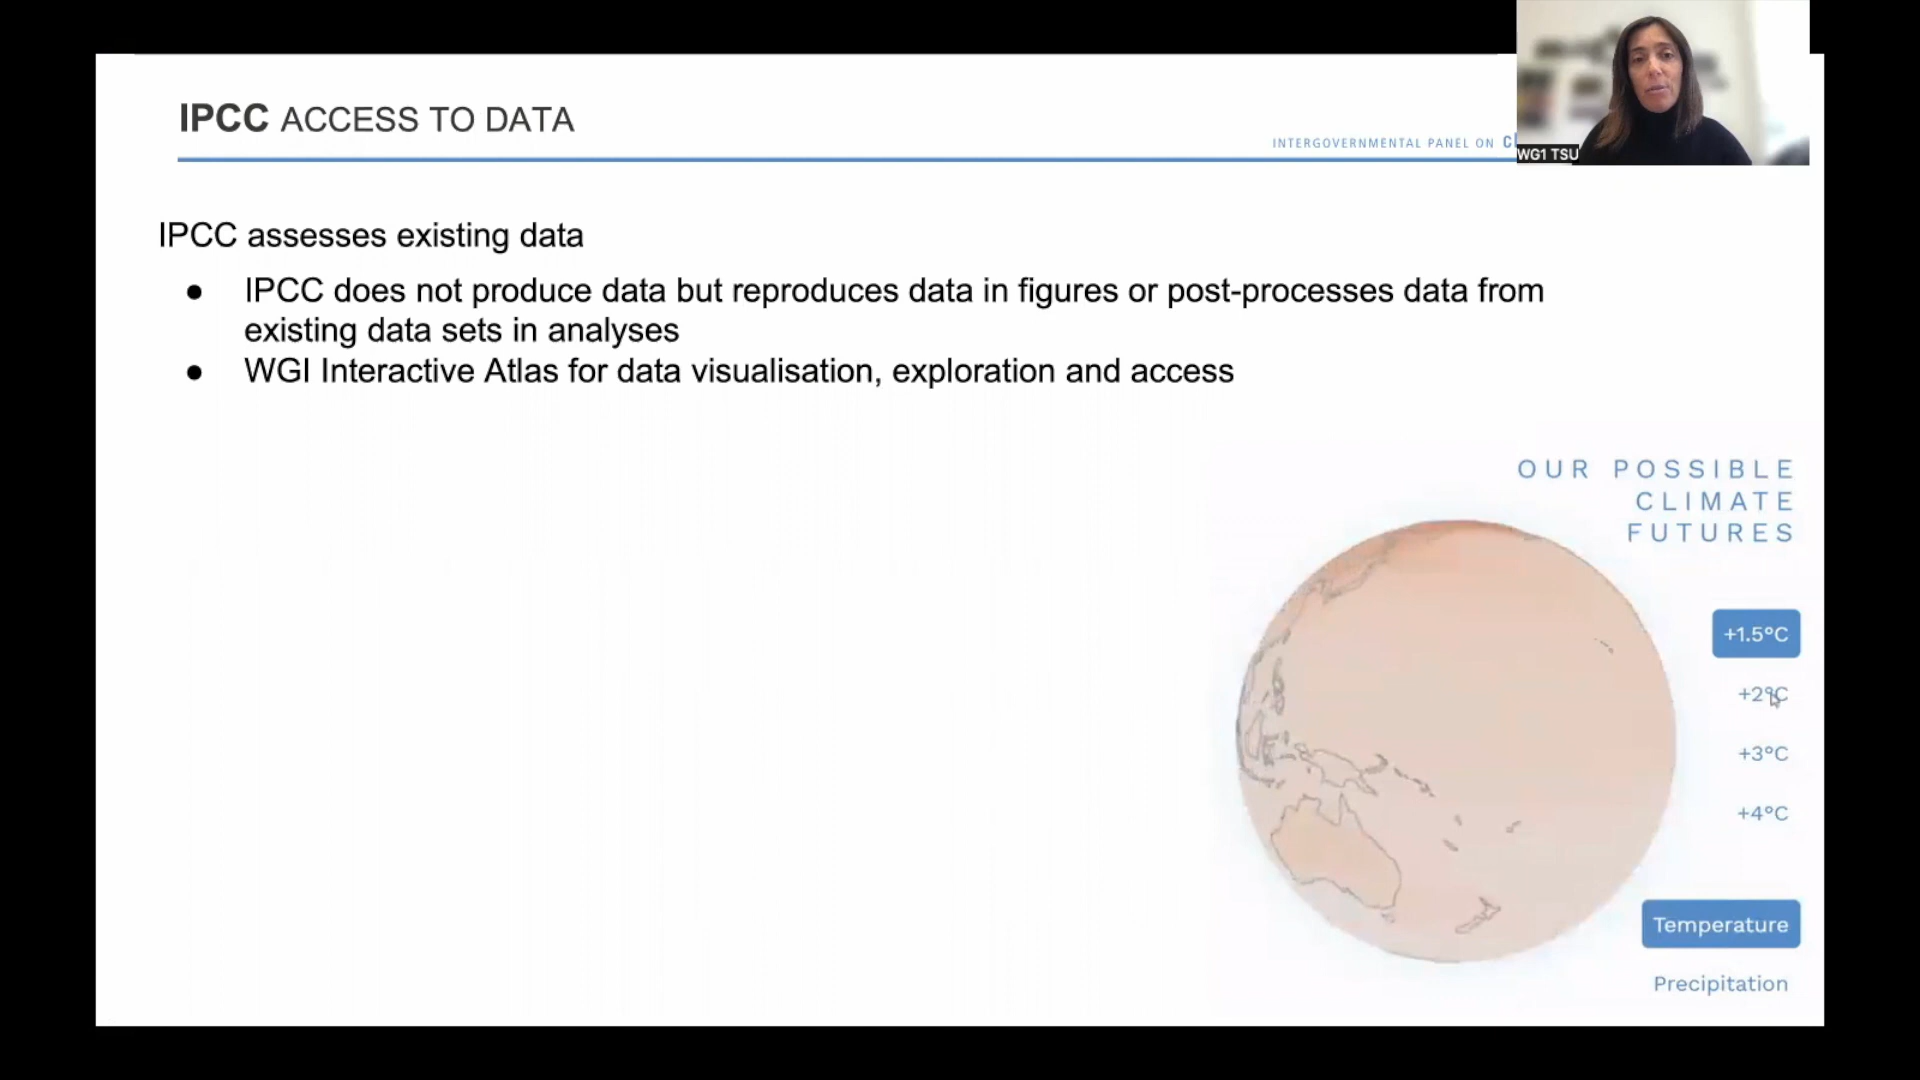 IPCC ACCESS TO DATA
INTERGOVERNMENTAL PANEL ON
WG1 TSU
IPCC assesses existing data
● IPCC does not produce data but reproduces data in figures or post-processes data from
existing data sets in analyses
● WGI Interactive Atlas for data visualisation, exploration and access
OUR POSSIBLE
CLIMATE
FUTURES
+1.5°C
+2°C
+3°C
+4°C
Temperature
Precipitation